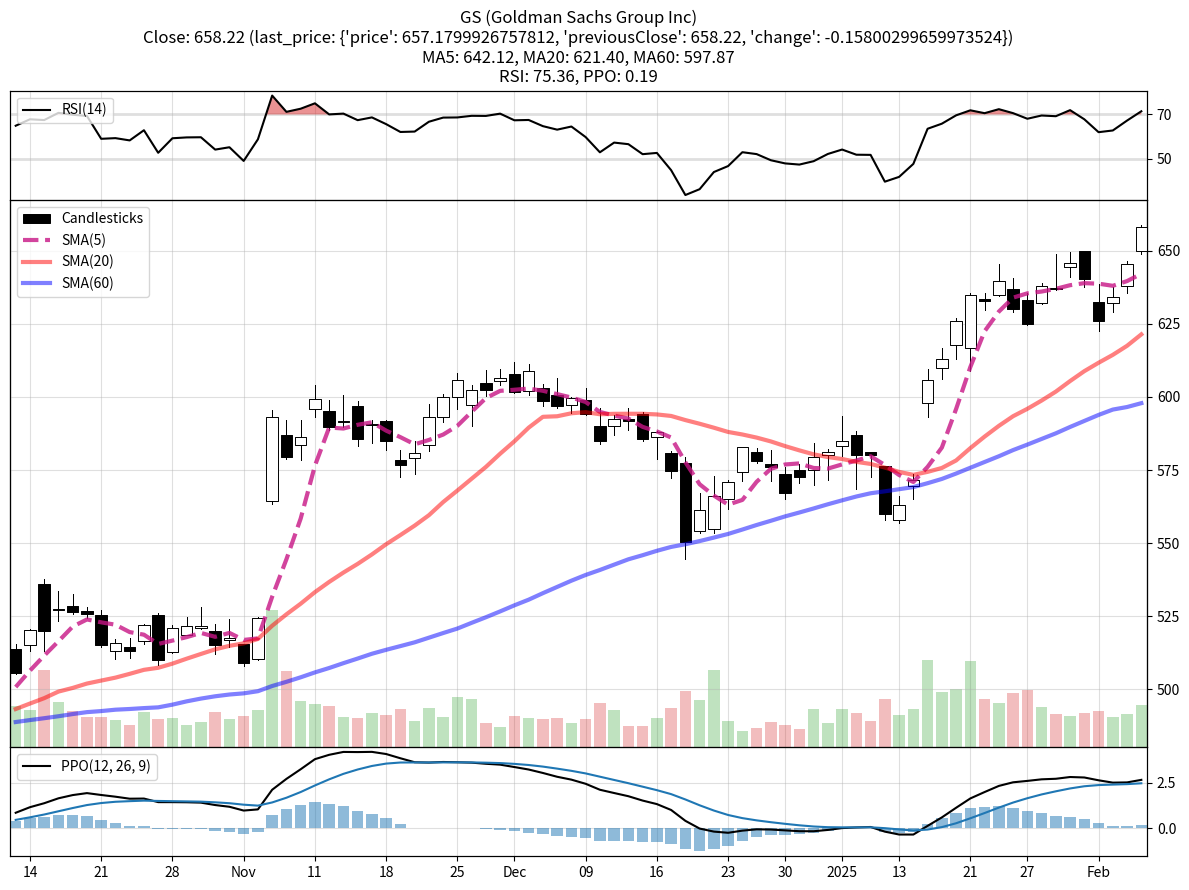 GS (Goldman Sachs Group Inc)
Close: 658.22 (last_price: {'price': 657.1799926757812, 'previousClose': 658.22, 'change': -0.15800299659973524})
MA5: 642.12, MA20: 621.40, MA60: 597.87
RSI: 75.36, PPO: 0.19
RSI(14)
70
50
Candlesticks
SMA(5)
SMA(20)
SMA(60)
650
625
600
575
550
525
500
PPO(12, 26, 9)
2.5
0.0
14 21 28 Nov 11 18 25 Dec 09 16 23 30 2025 13 21 27 Feb